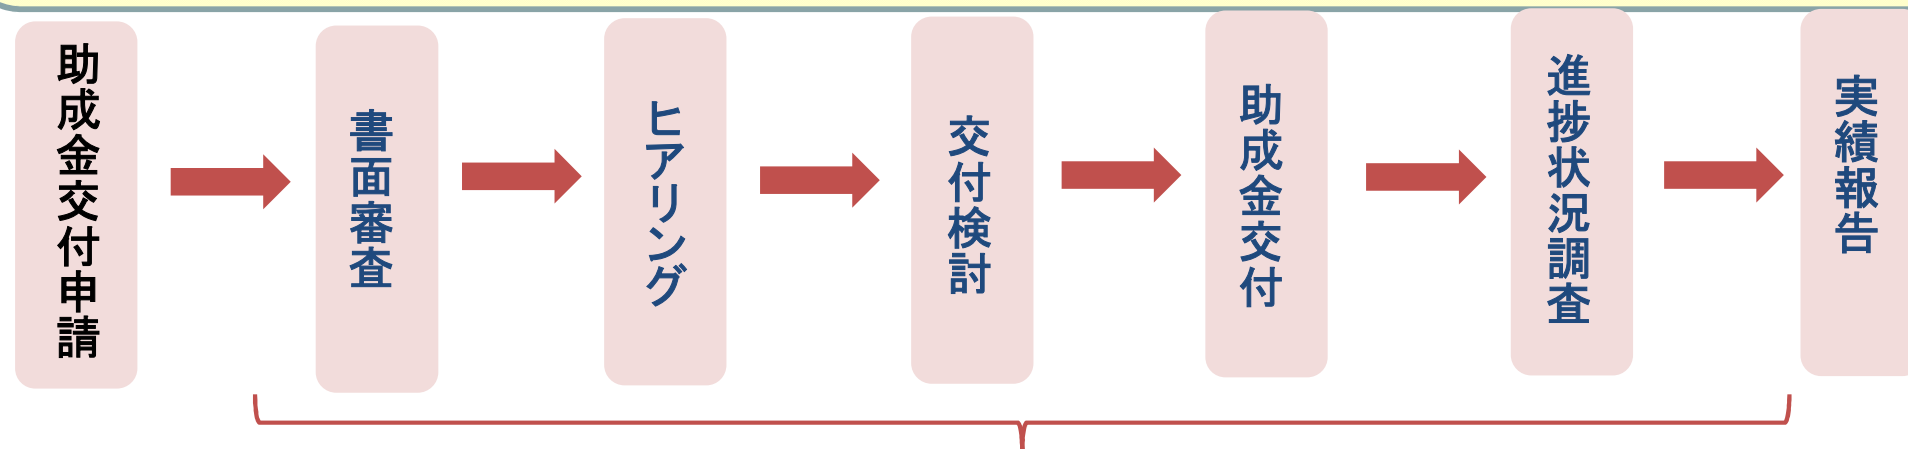 助成金交付申請
書面審査
ヒアリング
交付検討
助成金交付
進捗状況調査
実績報告